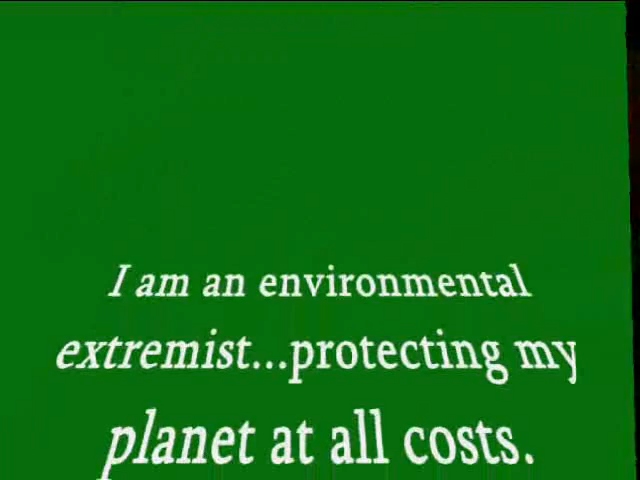 I am an environmental
extremist...protecting my
planet at all costs.